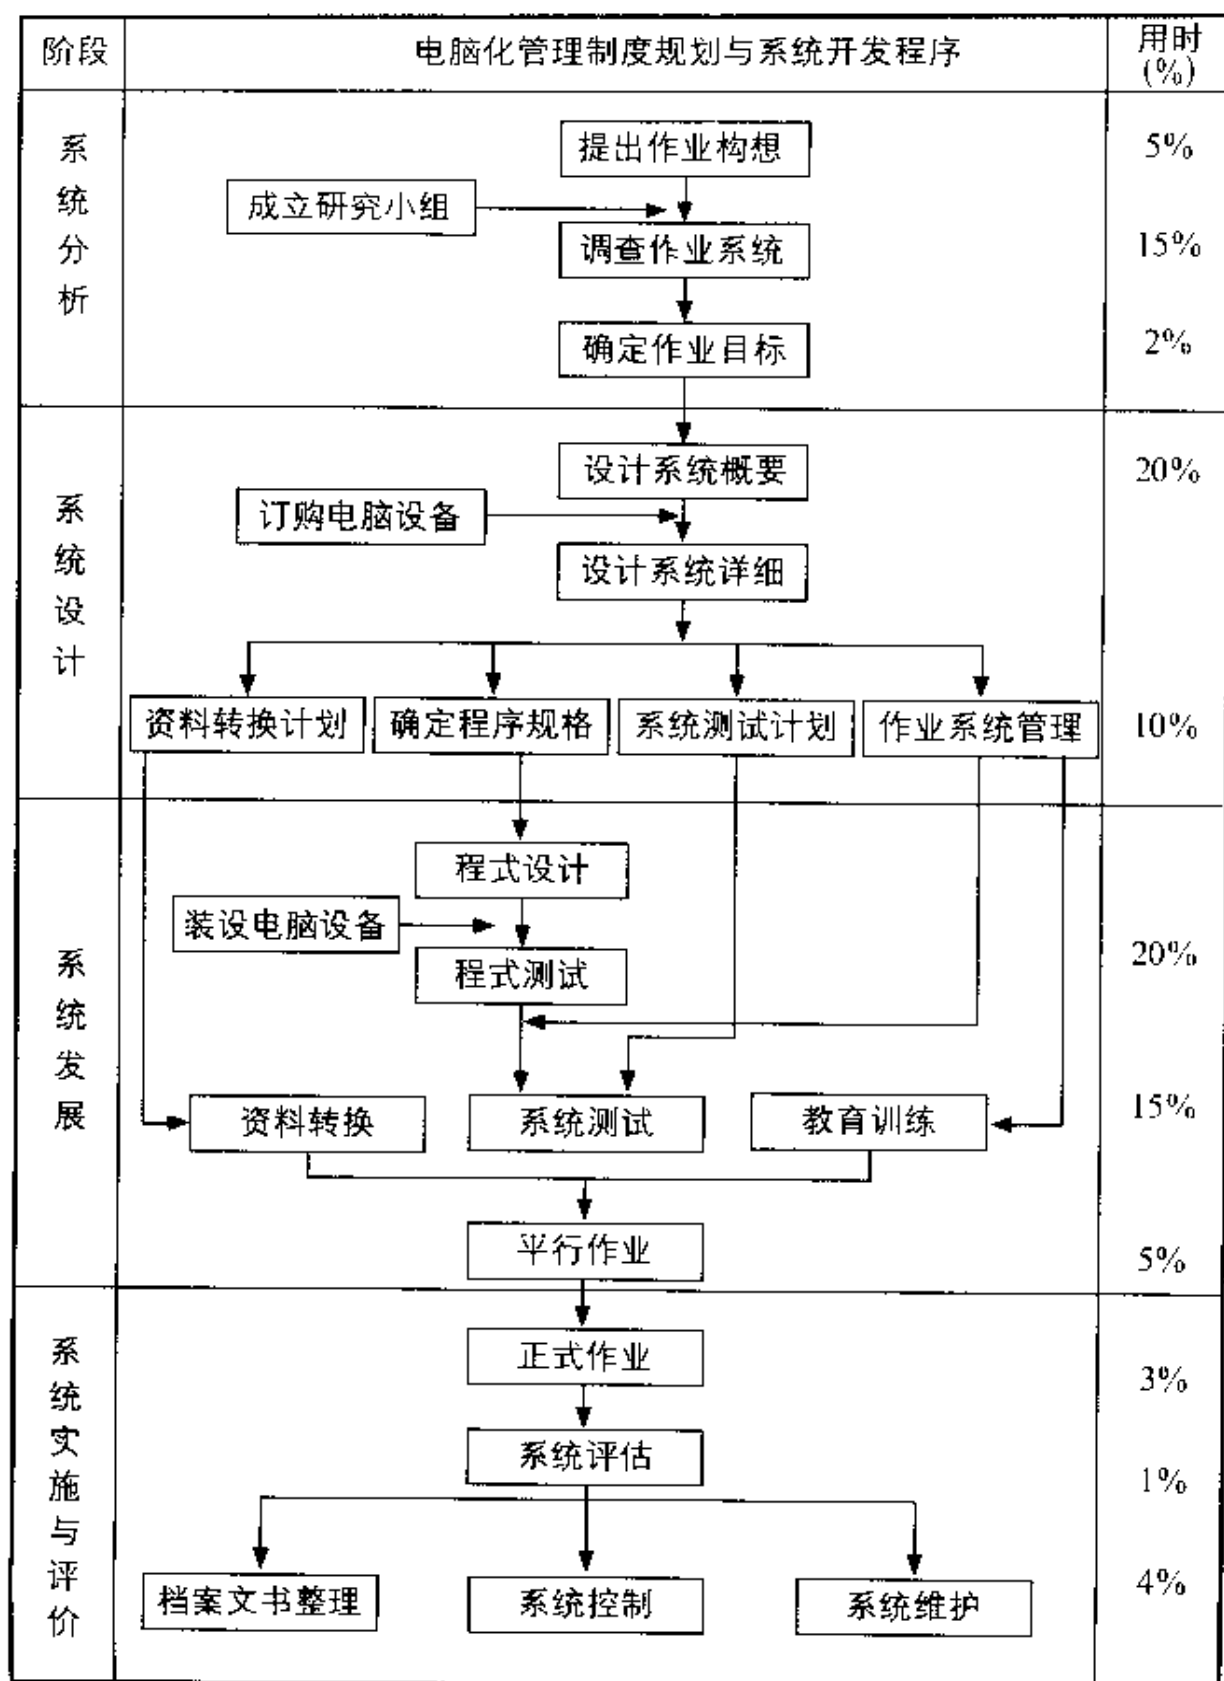 阶段
电脑化管理制度规划与系统开发程序
用时
(%)
系统分析
提出作业构想
5%
成立研究小组
调查作业系统
15%
确定作业目标
2%
系统设计
设计系统概要
20%
订购电脑设备
设计系统详细
资料转换计划
确定程序规格
系统测试计划
作业系统管理
10%
系统发展
程式设计
装设电脑设备
程式测试
20%
资料转换
系统测试
教育训练
15%
平行作业
5%
系统实施与评价
正式作业
3%
系统评估
1%
档案文书整理
系统控制
系统维护
4%